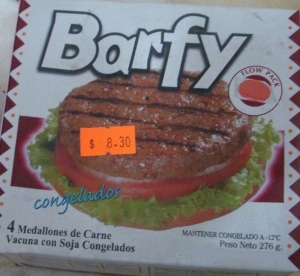 Barfy
FLOW PACK
$ 8.30
congelados
4 Medallones de Carne
Vacuna con Soja Congelados
MANTENER CONGELADO A -12°C
Peso Neto 276 g.